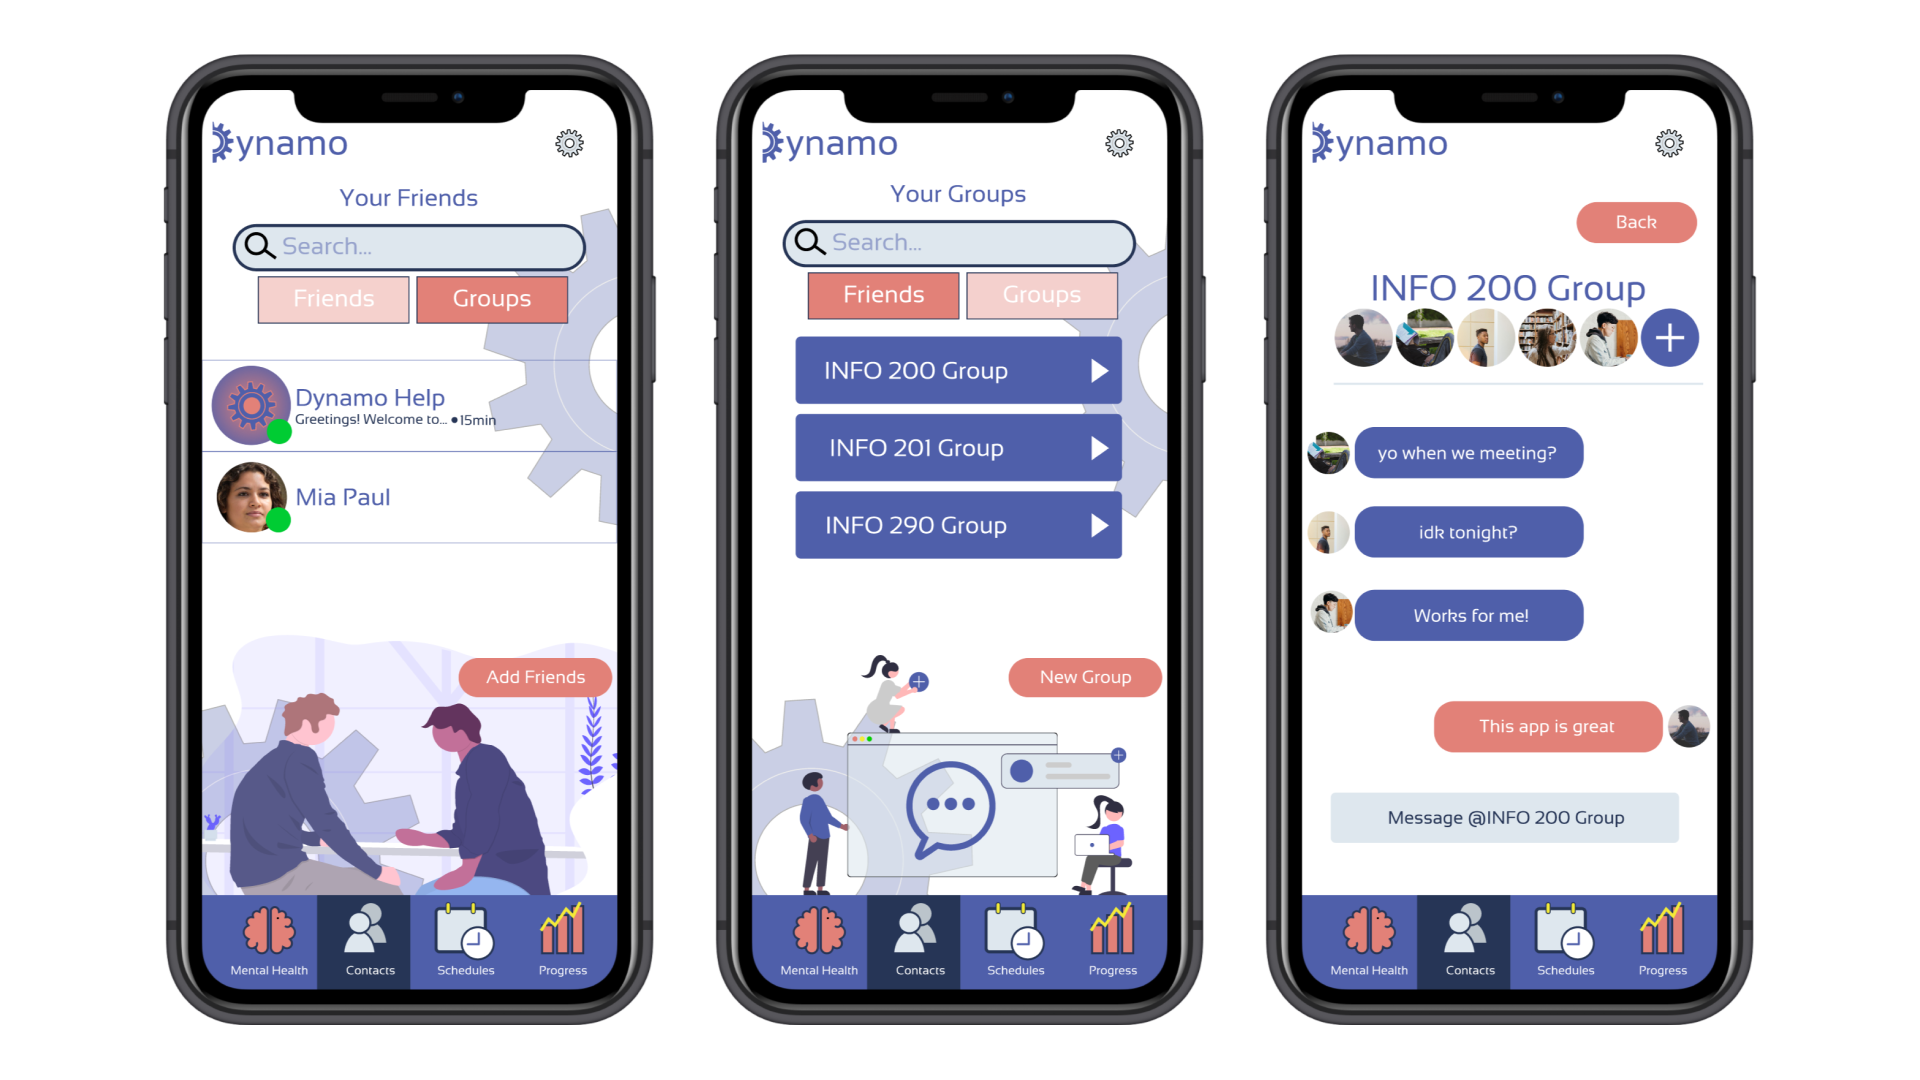 ynamo
Your Friends
Search...
Friends Groups
Dynamo Help
Greetings! Welcome to... •15min
Mia Paul
Add Friends
Mental Health Contacts Schedules Progress
ynamo
Your Groups
Search...
Friends Groups
INFO 200 Group
INFO 201 Group
INFO 290 Group
New Group
Mental Health Contacts Schedules Progress
ynamo
Back
INFO 200 Group
yo when we meeting?
idk tonight?
Works for me!
This app is great
Message @INFO 200 Group
Mental Health Contacts Schedules Progress